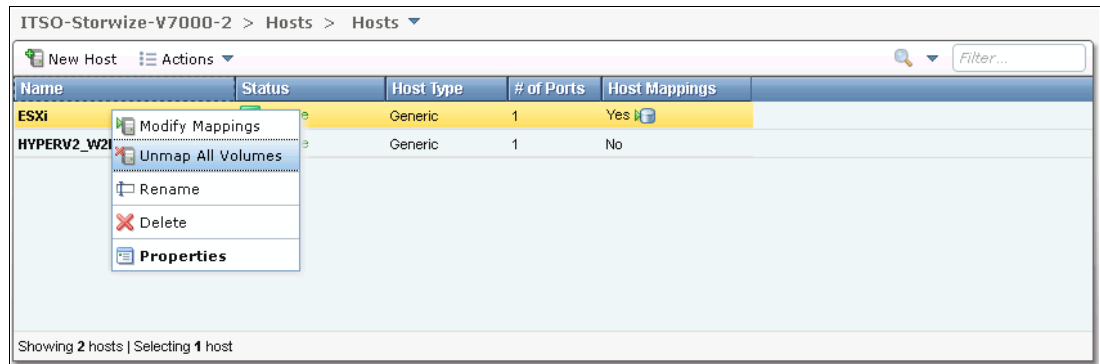 ITSO-Storwize-V7000-2 > Hosts > Hosts
New Host Actions Filter...
Name Status Host Type # of Ports Host Mappings
ESXi Generic 1 Yes
HYPERV2_W2 Generic 1 No
Modify Mappings
Unmap All Volumes
Rename
Delete
Properties
Showing 2 hosts | Selecting 1 host